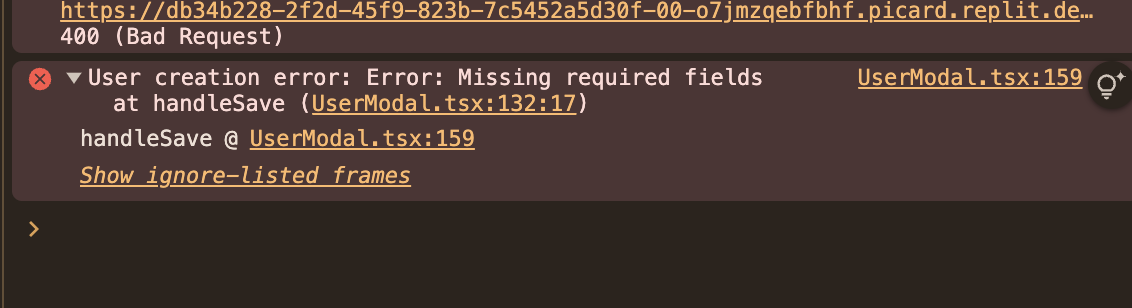 https://db34b228-2f2d-45f9-823b-7c5452a5d30f-00-o7jmzqebfbhf.picard.replit.de…
400 (Bad Request)
User creation error: Error: Missing required fields UserModal.tsx:159
at handleSave (UserModal.tsx:132:17)
handleSave @ UserModal.tsx:159
Show ignore-listed frames